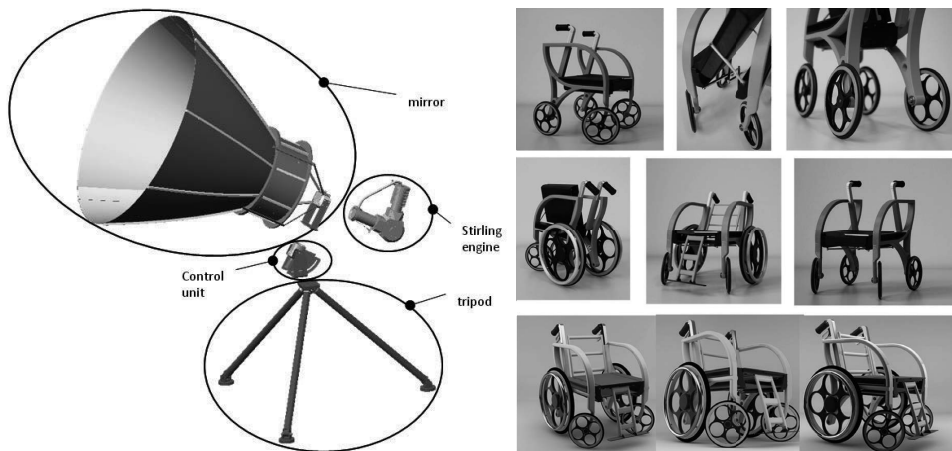 mirror
Stirling
engine
Control
unit
tripod